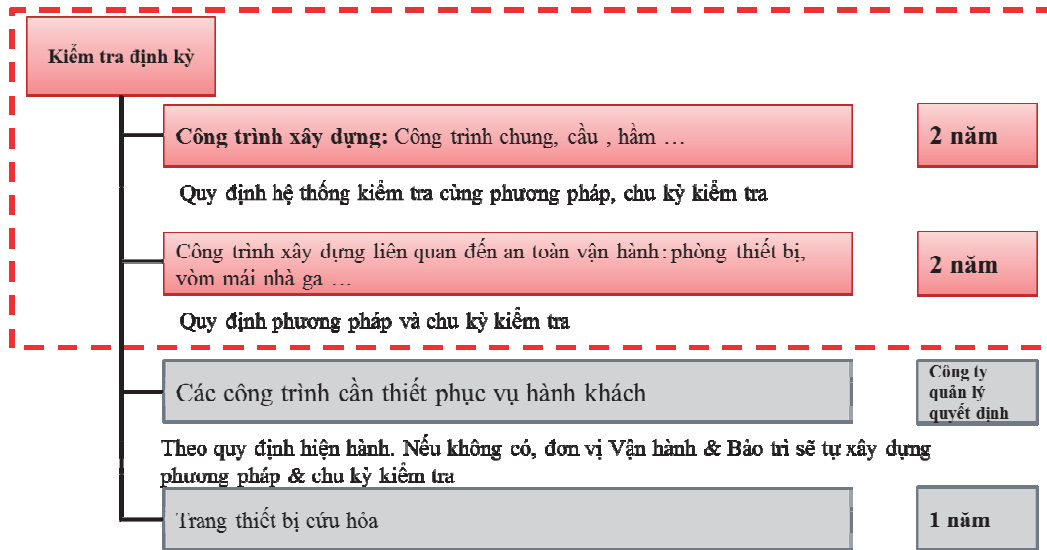 Kiểm tra định kỳ
Công trình xây dựng: Công trình chung, cầu , hầm …
2 năm
Quy định hệ thống kiểm tra cùng phương pháp, chu kỳ kiểm tra
Công trình xây dựng liên quan đến an toàn vận hành: phòng thiết bị,
vòm mái nhà ga …
2 năm
Quy định phương pháp và chu kỳ kiểm tra
Các công trình cần thiết phục vụ hành khách
Công ty
quản lý
quyết định
Theo quy định hiện hành. Nếu không có, đơn vị Vận hành & Bảo trì sẽ tự xây dựng
phương pháp & chu kỳ kiểm tra
Trang thiết bị cứu hỏa
1 năm